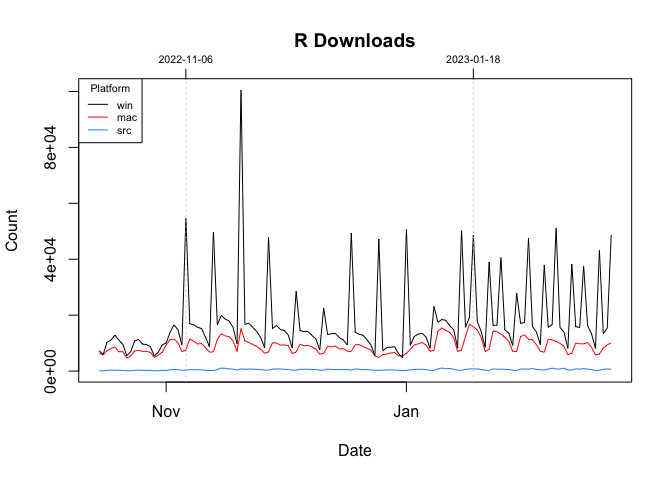 R Downloads
2022-11-06 2023-01-18
Platform
win
mac
src
Count
8e+04
4e+04
0e+00
Nov Jan
Date